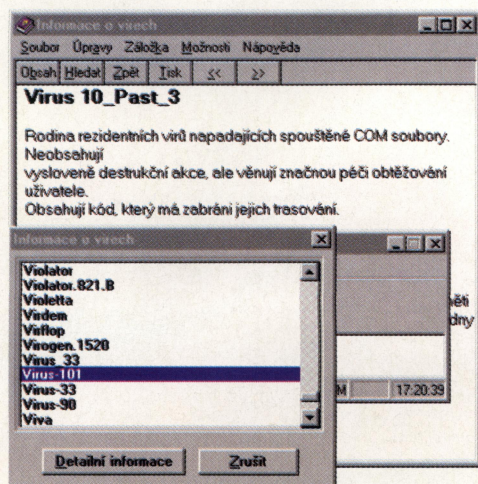 Informace o virech
Soubor Úpravy Záložka Možnosti Nápověda
Obsah Hledat Zpět Tisk << >>
Virus 10_Past_3
Rodina rezidentních virů napadajících spouštěné COM soubory.
Neobsahují
vysloveně destrukční akce, ale věnují značnou péči obtěžování
uživatele.
Obsahují kód, který má zabrání jejich trasování.
Informace o virech
Violator
Violator.821.B
Violetta
Virdem
Virflop
Virogen.1520
Virus_33
Virus-101
Virus-33
Virus-90
Viva
Detailní informace Zrušit
ěti
dny
M 17:20:39